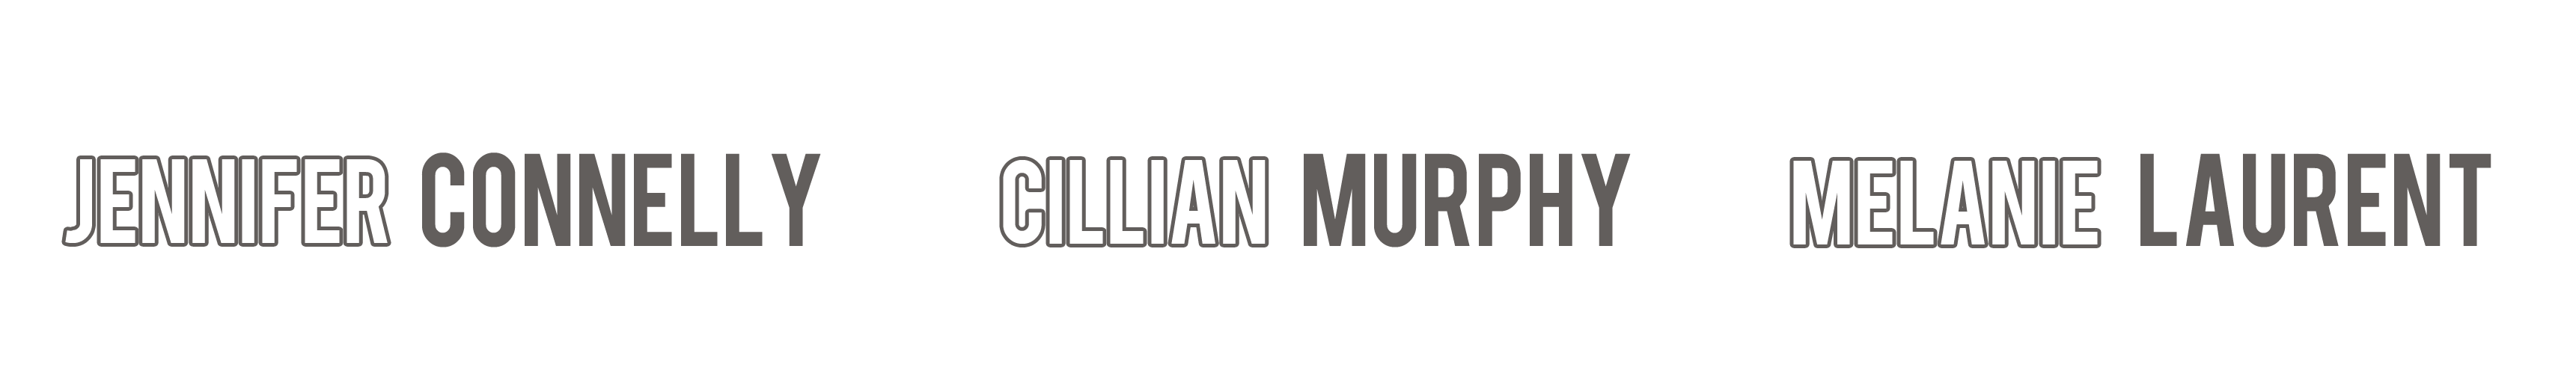 JENNIFER CONNELLY CILLIAN MURPHY MELANIE LAURENT